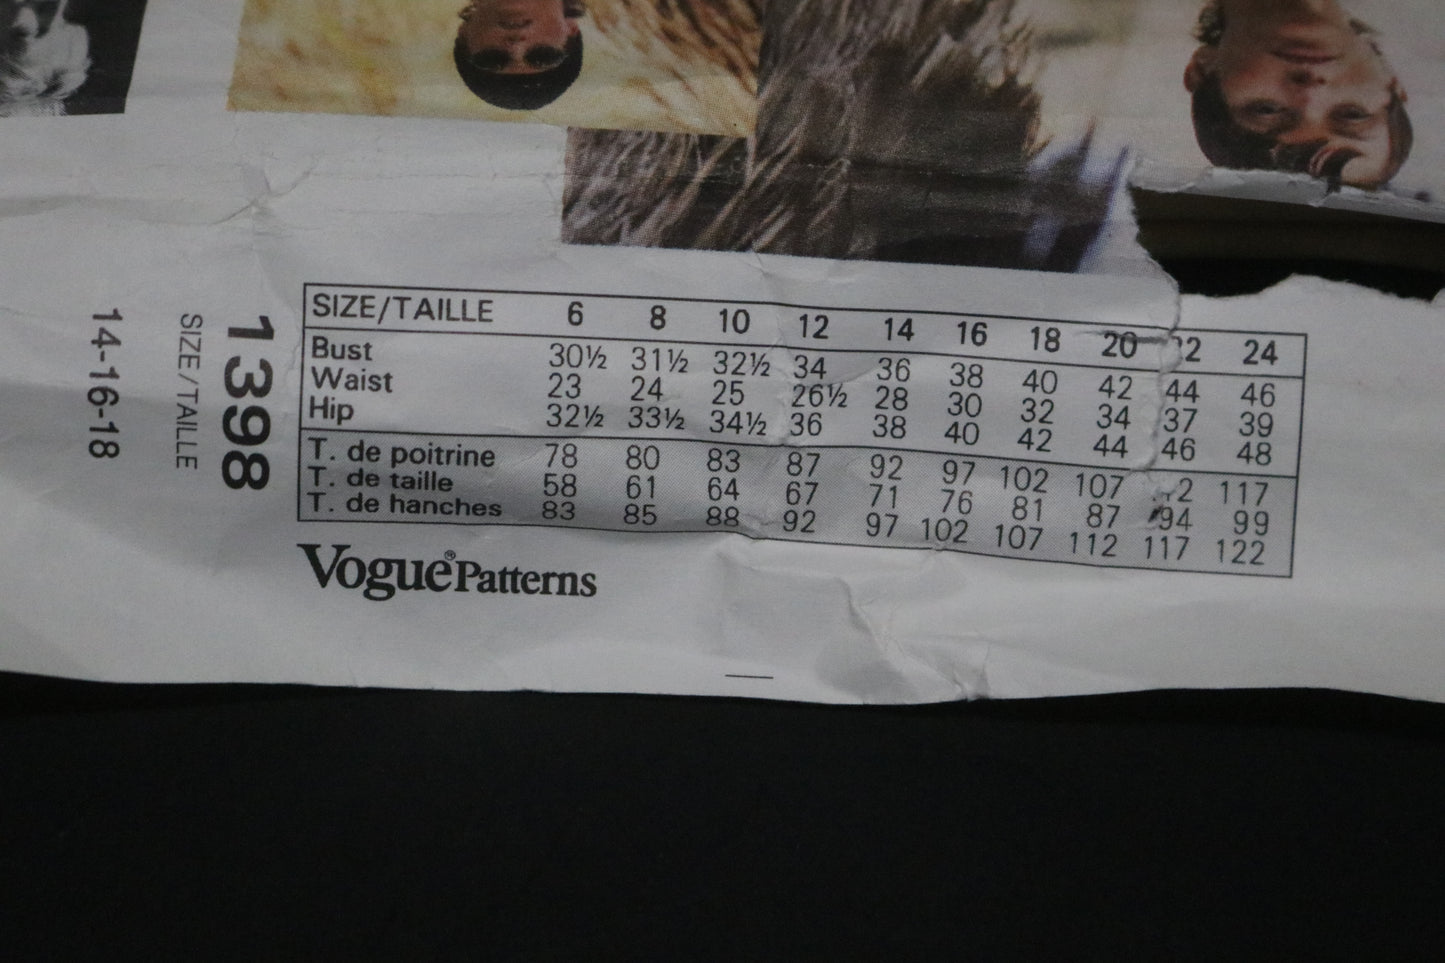 14-16-18
SIZE/TAILLE
1398
SIZE/TAILLE 6 8 10 12 14 16 18 20 24
Bust 30½ 31½ 32½ 34 36 38 40 42 44 46
Waist 23 24 25 26½ 28 30 32 34 37 39
Hip 32½ 33½ 34½ 36 38 40 42 44 46 48
T. de poitrine 78 80 83 87 92 97 102 107 117
T. de taille 58 61 64 67 71 76 81 87 94 99
T. de hanches 83 85 88 92 97 102 107 112 117 122
Vogue® Patterns